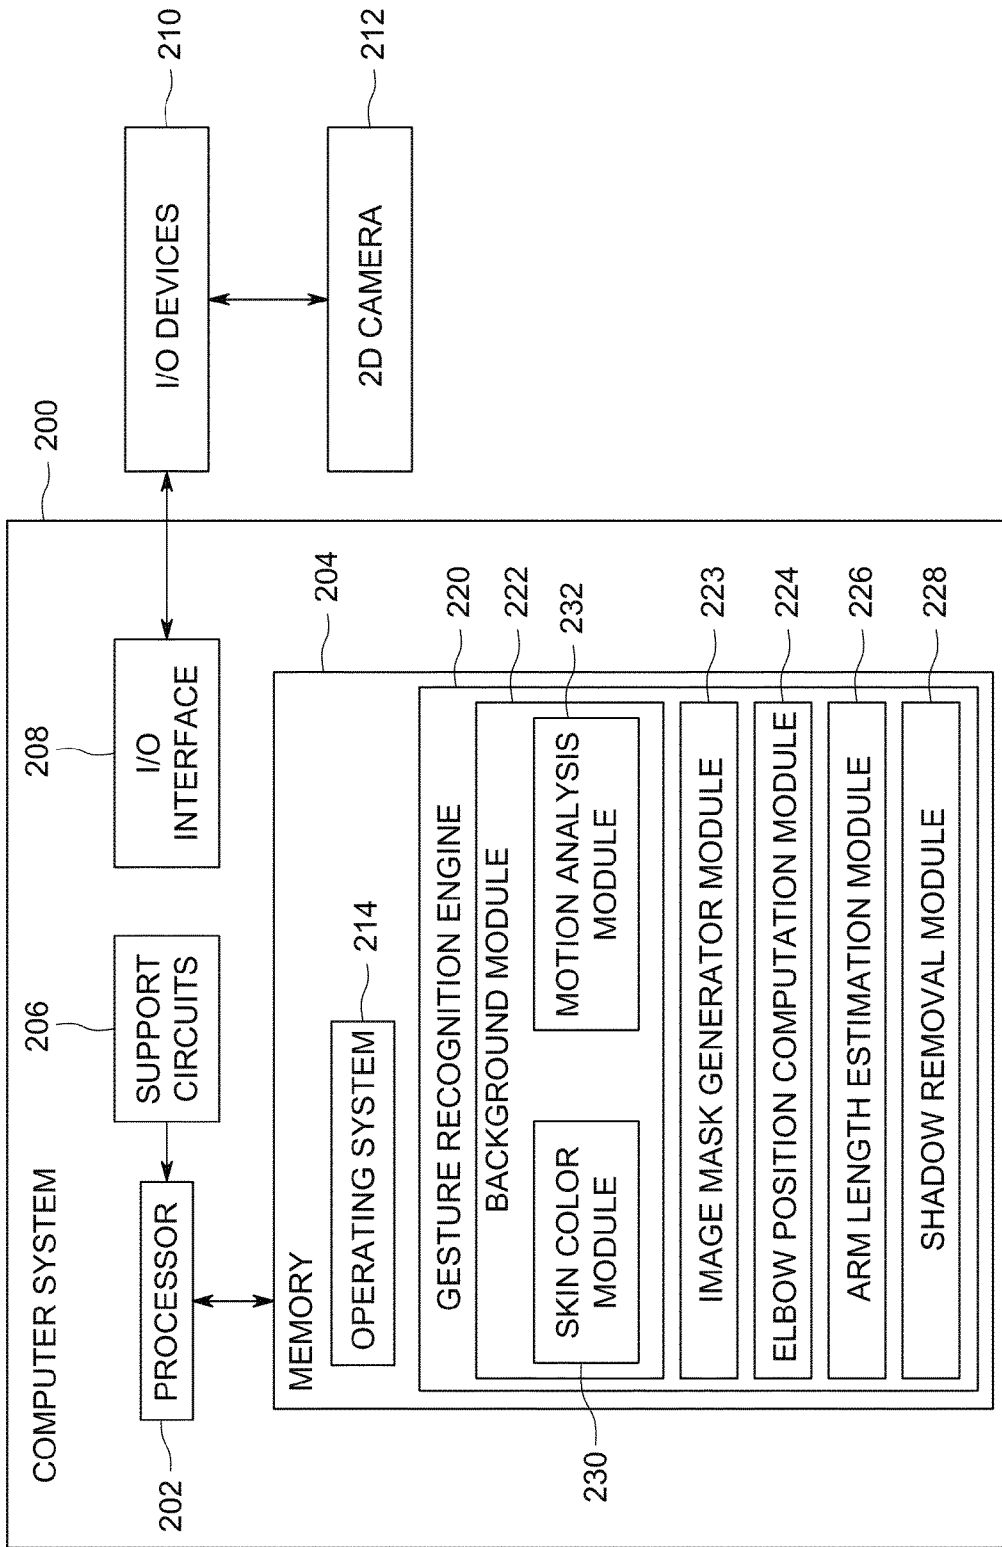 COMPUTER SYSTEM
200
202
PROCESSOR
206
SUPPORT
CIRCUITS
208
I/O
INTERFACE
I/O DEVICES
210
2D CAMERA
212
MEMORY
204
OPERATING SYSTEM
214
GESTURE RECOGNITION ENGINE
220
BACKGROUND MODULE
222
230
SKIN COLOR
MODULE
MOTION ANALYSIS
MODULE
232
IMAGE MASK GENERATOR MODULE
223
ELBOW POSITION COMPUTATION MODULE
224
ARM LENGTH ESTIMATION MODULE
226
SHADOW REMOVAL MODULE
228